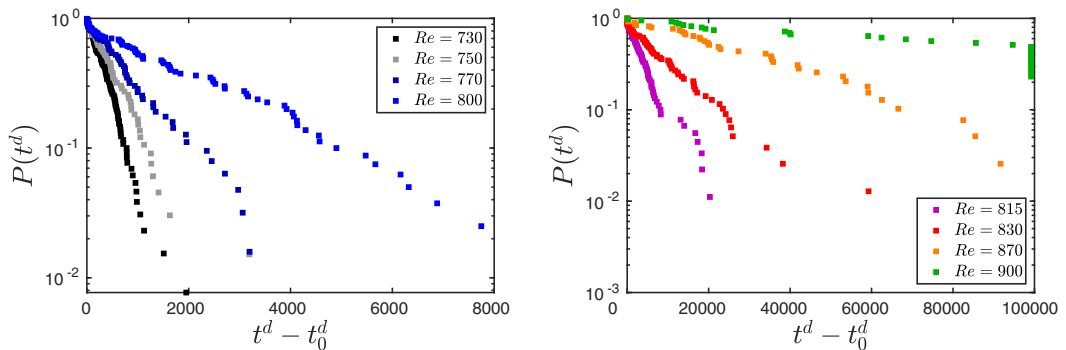 10^0
10^-1
10^-2
P(t^d)
Re = 730
Re = 750
Re = 770
Re = 800
0 2000 4000 6000 8000
t^d − t_0^d
10^0
10^-1
10^-2
10^-3
P(t^d)
Re = 815
Re = 830
Re = 870
Re = 900
0 20000 40000 60000 80000 100000
t^d − t_0^d